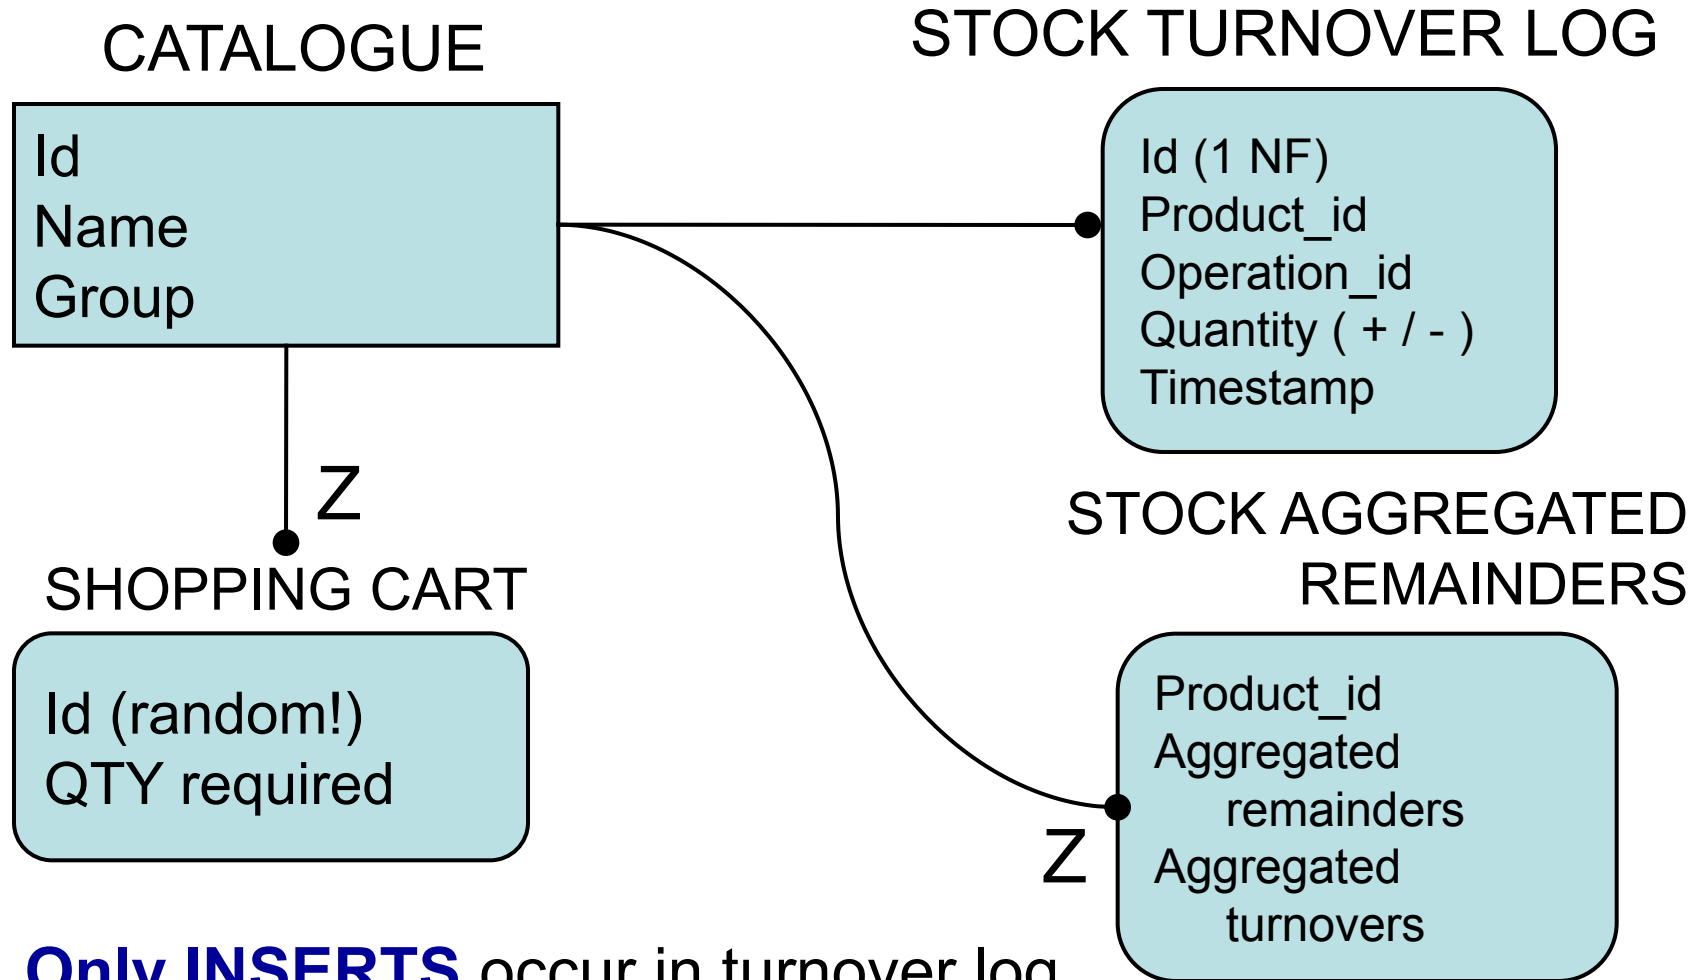 CATALOGUE
Id
Name
Group
STOCK TURNOVER LOG
Id (1 NF)
Product_id
Operation_id
Quantity ( + / - )
Timestamp
Z
SHOPPING CART
Id (random!)
QTY required
STOCK AGGREGATED
REMAINDERS
Z
Product_id
Aggregated
remainders
Aggregated
turnovers
Only INSERTS occur in turnover log